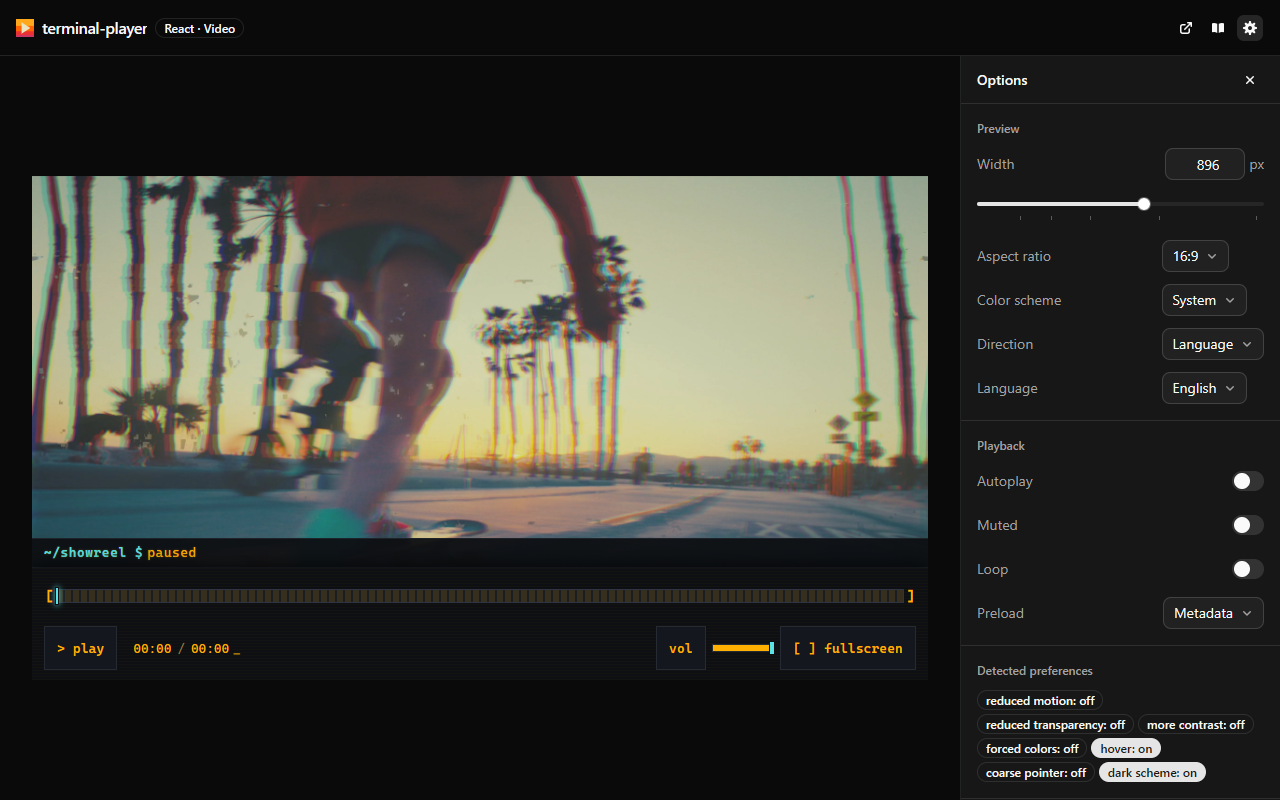 terminal-player React · Video
Options
Preview
Width 896 px
Aspect ratio 16:9
Color scheme System
Direction Language
Language English
Playback
Autoplay
Muted
Loop
Preload Metadata
Detected preferences
reduced motion: off
reduced transparency: off more contrast: off
forced colors: off hover: on
coarse pointer: off dark scheme: on
~/showreel $ paused
[ ]
> play 00:00 / 00:00 _ vol [ ] fullscreen